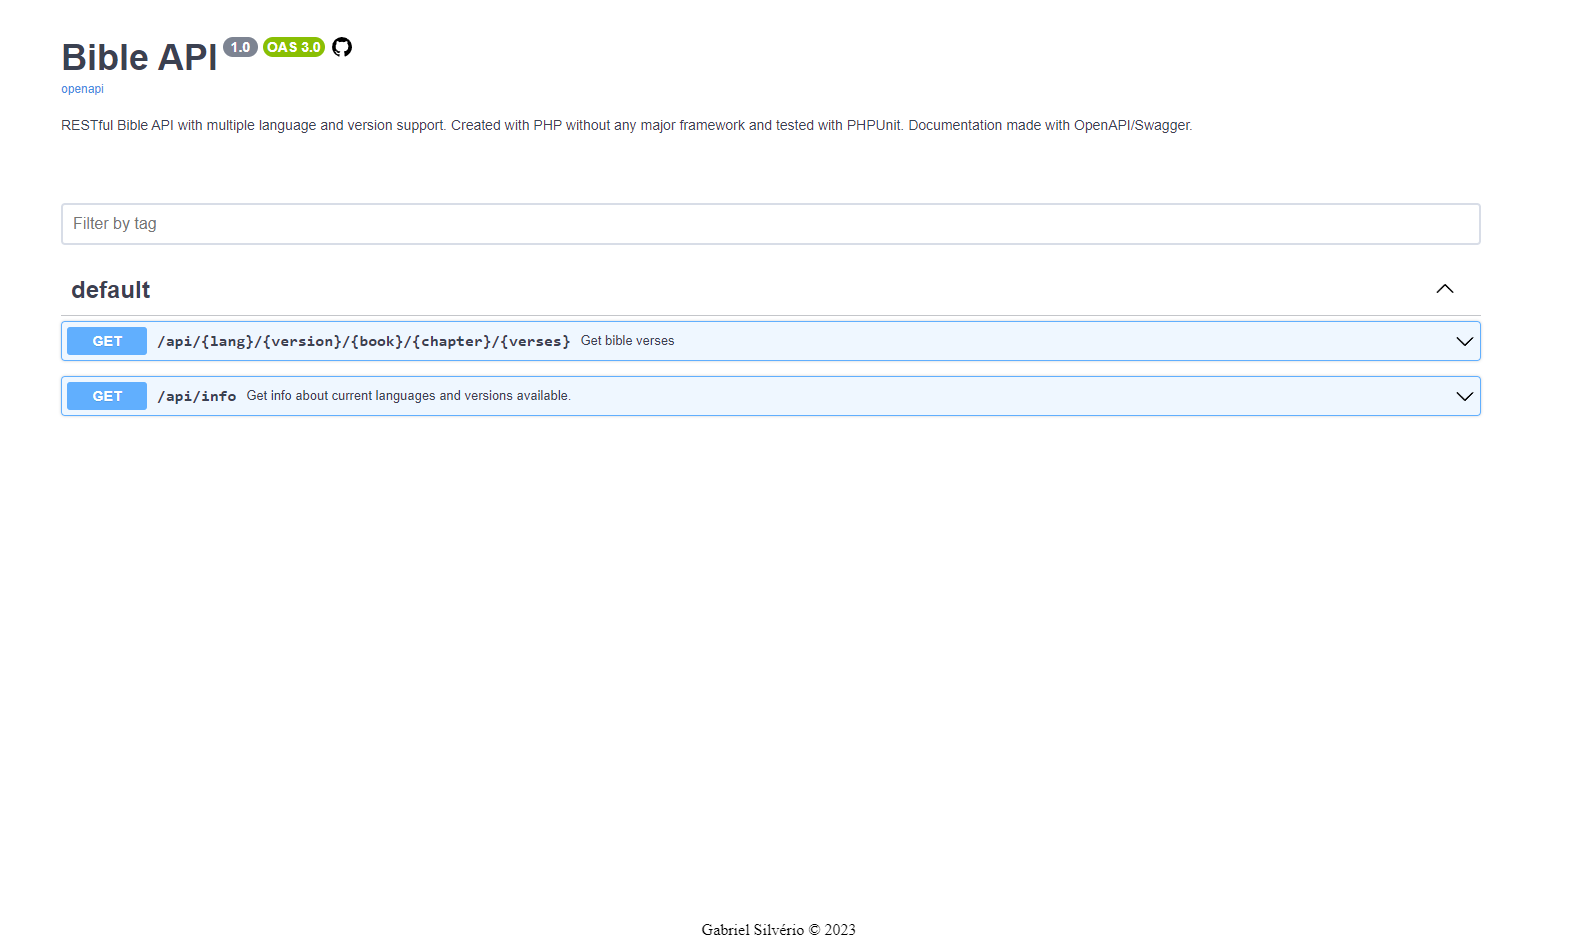 Bible API 1.0 OAS 3.0
openapi
RESTful Bible API with multiple language and version support. Created with PHP without any major framework and tested with PHPUnit. Documentation made with OpenAPI/Swagger.
Filter by tag
default
GET /api/{lang}/{version}/{book}/{chapter}/{verses} Get bible verses
GET /api/info Get info about current languages and versions available.
Gabriel Silvério © 2023